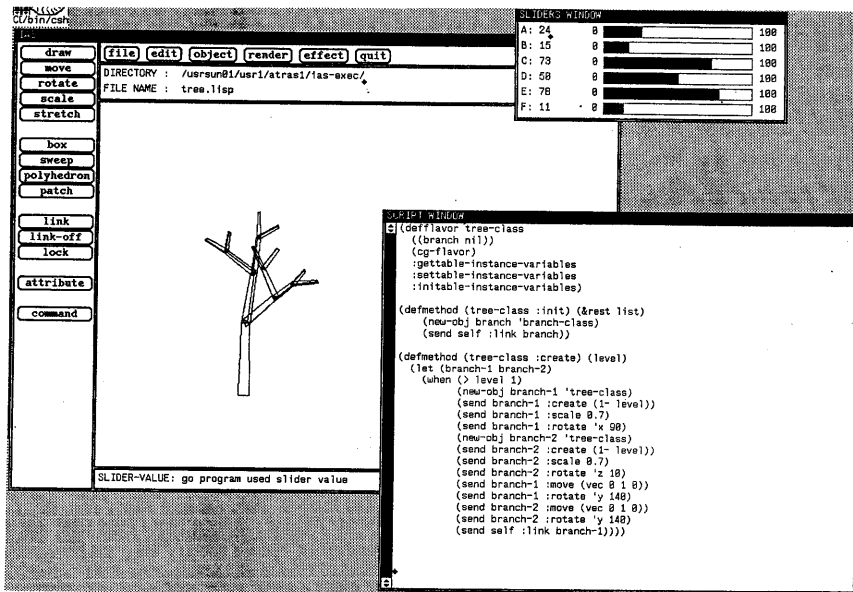 C(/bin/csh
SLIDERS WINDOW
A: 24 0 100
B: 15 0 100
C: 73 0 100
D: 50 0 100
E: 78 0 100
F: 11 0 100
file edit object render effect quit
DIRECTORY : /usrsun01/usr1/atras1/ias-exec/
FILE NAME : tree.lisp
draw
move
rotate
scale
stretch
box
sweep
polyhedron
patch
link
link-off
lock
attribute
command
SLIDER-VALUE: go program used slider value
SCRIPT WINDOW
(defflavor tree-class
((branch nil))
(cg-flavor)
:gettable-instance-variables
:settable-instance-variables
:initable-instance-variables)
(defmethod (tree-class :init) (&rest list)
(new-obj branch 'branch-class)
(send self :link branch))
(defmethod (tree-class :create) (level)
(let (branch-1 branch-2)
(when (> level 1)
(new-obj branch-1 'tree-class)
(send branch-1 :create (1- level))
(send branch-1 :scale 0.7)
(send branch-1 :rotate 'x 90)
(new-obj branch-2 'tree-class)
(send branch-2 :create (1- level))
(send branch-2 :scale 0.7)
(send branch-2 :rotate 'z 10)
(send branch-1 :move (vec 0 1 0))
(send branch-1 :rotate 'y 140)
(send branch-2 :move (vec 0 1 0))
(send branch-2 :rotate 'y 140)
(send self :link branch-1))))